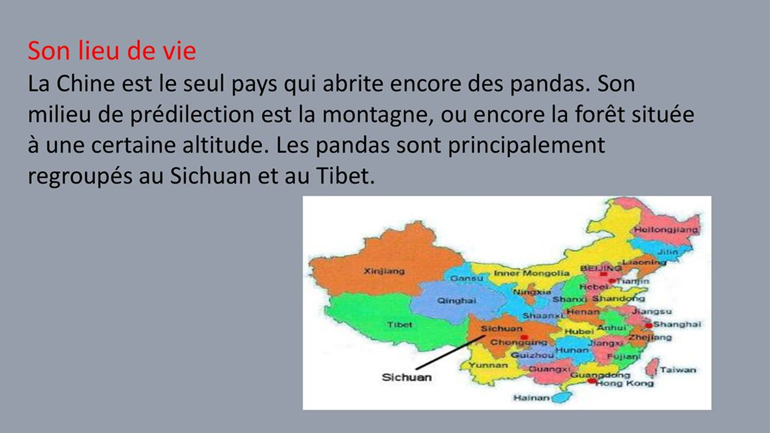 Son lieu de vie
La Chine est le seul pays qui abrite encore des pandas. Son
milieu de prédilection est la montagne, ou encore la forêt située
à une certaine altitude. Les pandas sont principalement
regroupés au Sichuan et au Tibet.
Heilongjiang
Jilin
Liaoning
Xinjiang
Gansu
Inner Mongolia
BEIJING
Tianjin
Hebei
Ningxia
Qinghai
Shanxi
Shandong
Tibet
Shaanxi
Henan
Jiangsu
Sichuan
Hubei
Anhui
Shanghai
Chongqing
Zhejiang
Guizhou
Hunan
Jiangxi
Fujian
Yunnan
Guangxi
Guangdong
Taiwan
Sichuan
Hong Kong
Hainan